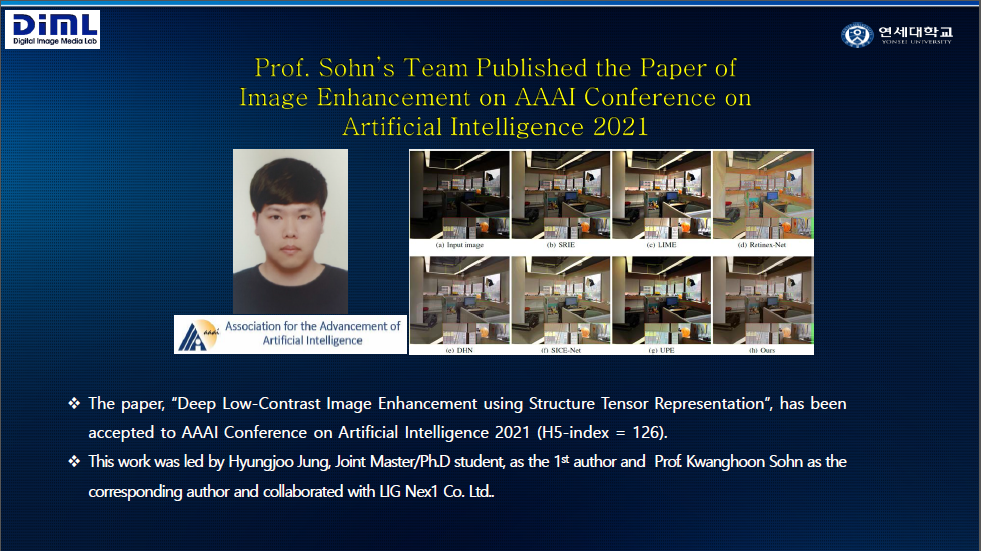 DiML
Digital Image Media Lab
연세대학교
YONSEI UNIVERSITY
Prof. Sohn's Team Published the Paper of
Image Enhancement on AAAI Conference on
Artificial Intelligence 2021
(a) Input image (b) SRIE (c) LIME (d) Retinex-Net
aaai
Association for the Advancement of
Artificial Intelligence
(e) DHN (f) SICE-Net (g) UPE (h) Ours
❖ The paper, "Deep Low-Contrast Image Enhancement using Structure Tensor Representation", has been
accepted to AAAI Conference on Artificial Intelligence 2021 (H5-index = 126).
❖ This work was led by Hyungjoo Jung, Joint Master/Ph.D student, as the 1st author and Prof. Kwanghoon Sohn as the
corresponding author and collaborated with LIG Nex1 Co. Ltd..